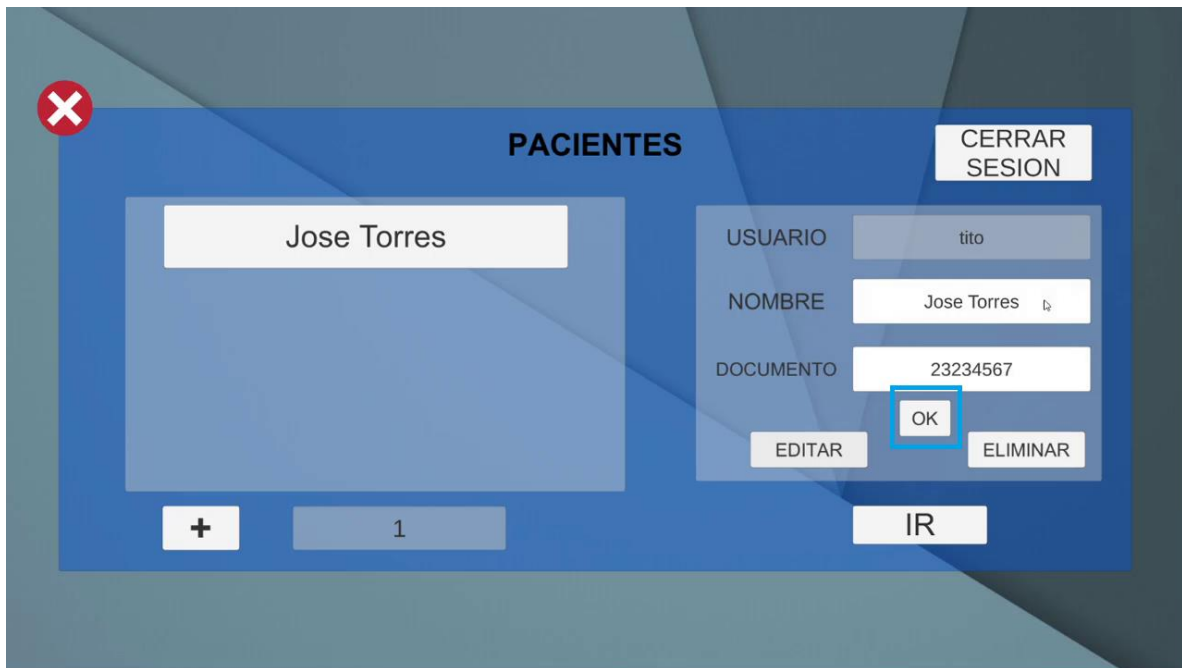 PACIENTES
CERRAR
SESION
Jose Torres
USUARIO
tito
NOMBRE
Jose Torres
DOCUMENTO
23234567
OK
EDITAR
ELIMINAR
+
1
IR